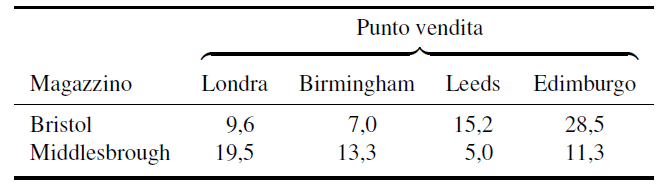 Punto vendita
Magazzino Londra Birmingham Leeds Edimburgo
Bristol 9,6 7,0 15,2 28,5
Middlesbrough 19,5 13,3 5,0 11,3